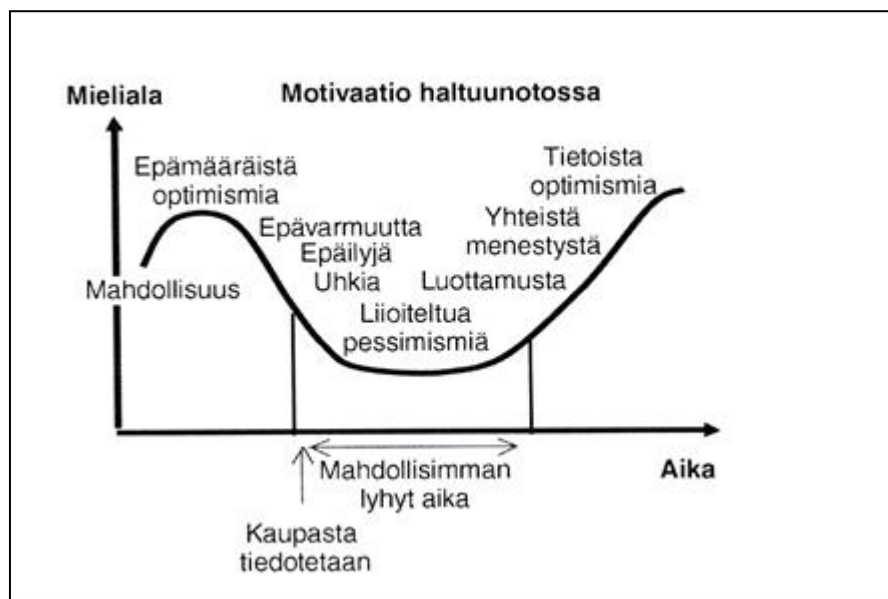 Mieliala
Motivaatio haltuunotossa
Epämääräistä
optimismia
Mahdollisuus
Epävarmuutta
Epäilyjä
Uhkia
Liioiteltua
pessimismiä
Luottamusta
Yhteistä
menestystä
Tietoista
optimismia
Aika
Mahdollisimman
lyhyt aika
Kaupasta
tiedotetaan